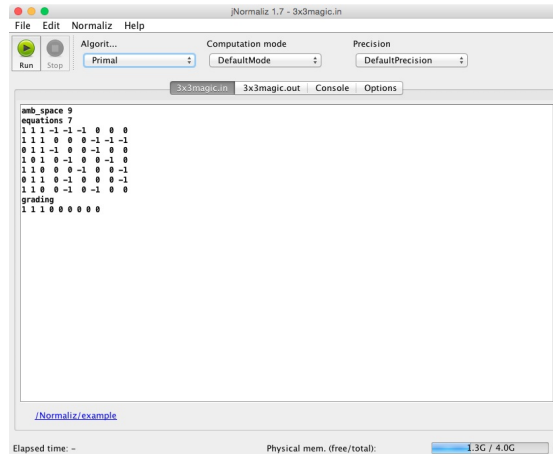 jNormaliz 1.7 - 3x3magic.in
File Edit Normaliz Help
Algorit... Computation mode Precision
Run Stop Primal DefaultMode DefaultPrecision
3x3magic.in 3x3magic.out Console Options
amb_space 9
equations 7
1 1 1 -1 -1 -1 0 0 0
1 1 1 0 0 0 -1 -1 -1
0 1 1 -1 0 0 -1 0 0
1 0 1 0 -1 0 0 -1 0
1 1 0 0 0 -1 0 0 -1
0 1 1 0 -1 0 0 0 -1
1 1 0 0 -1 0 -1 0 0
grading
1 1 1 0 0 0 0 0 0
/Normaliz/example
Elapsed time: – Physical mem. (free/total): 1.3G / 4.0G